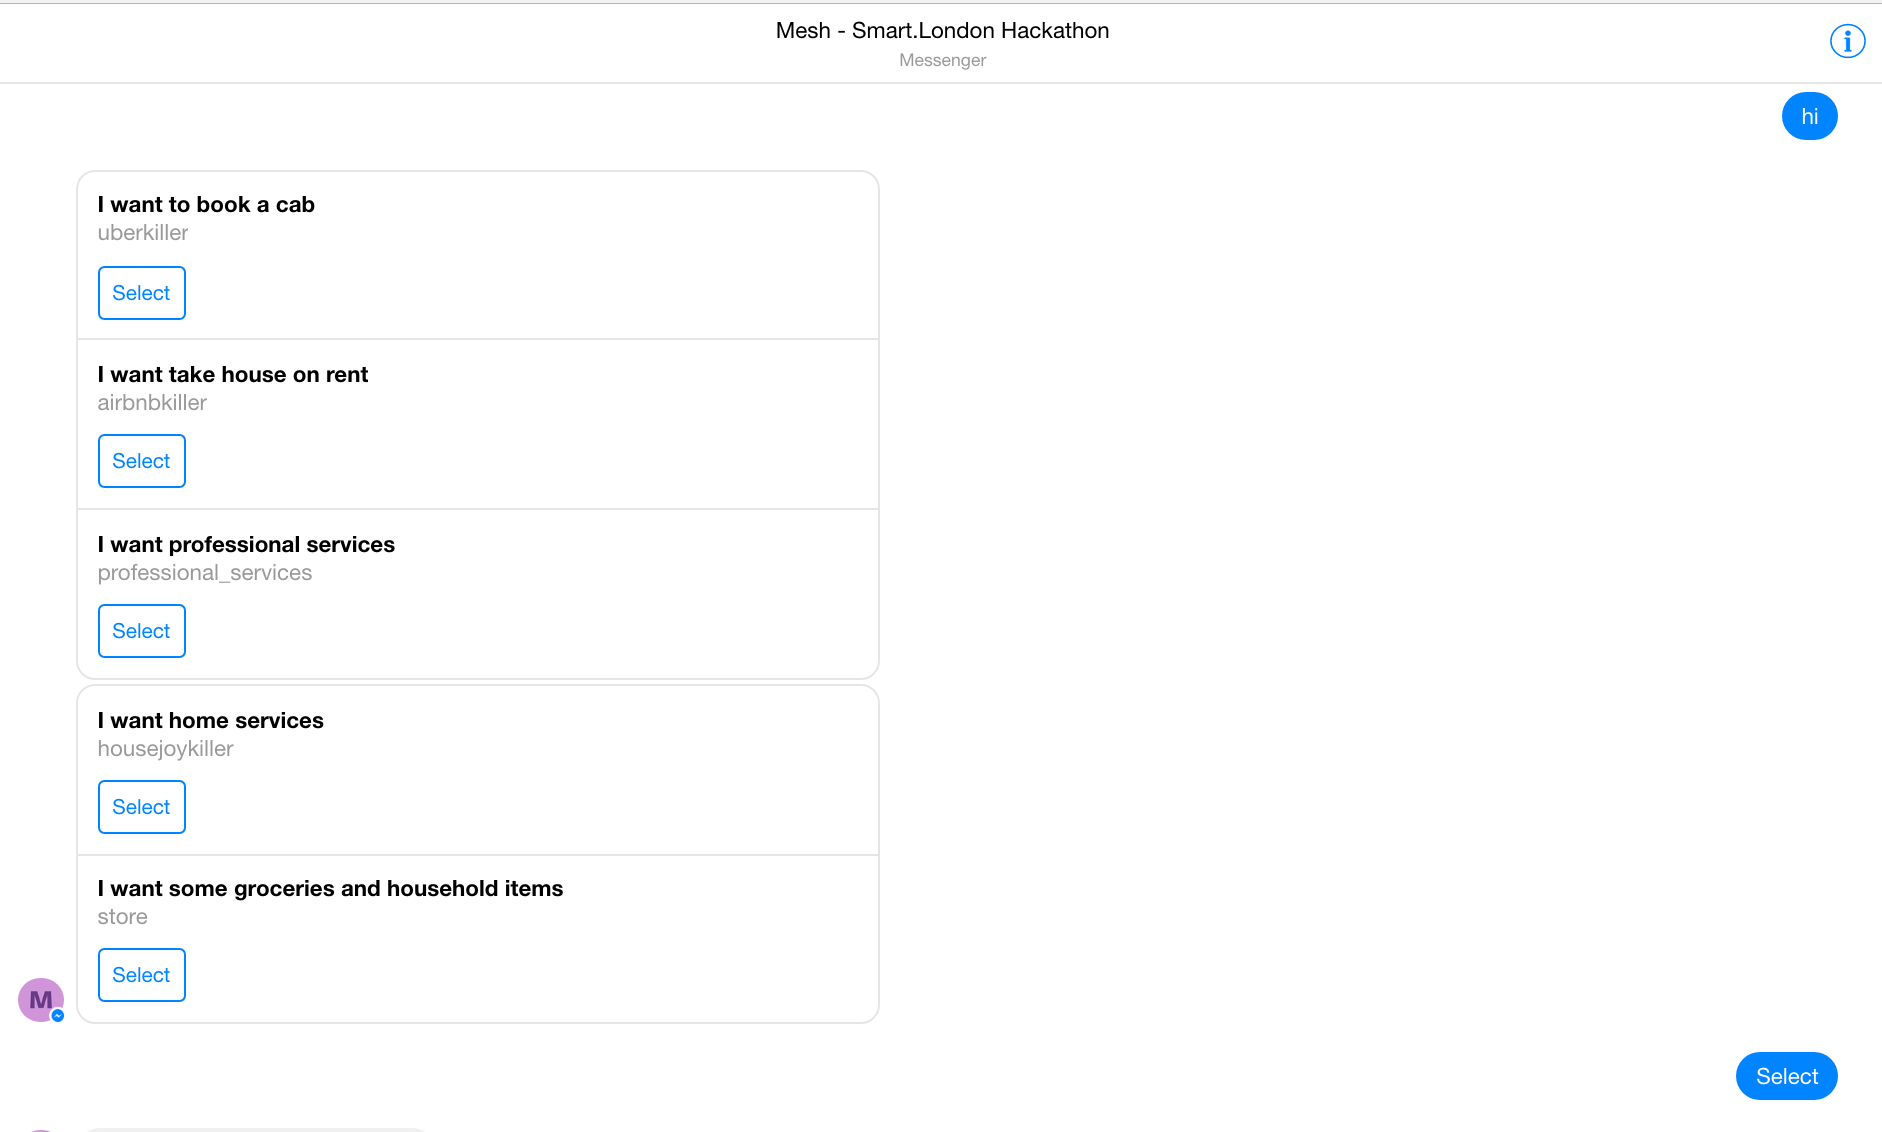 Mesh - Smart.London Hackathon
Messenger
hi
I want to book a cab
uberkiller
Select
I want take house on rent
airbnbkiller
Select
I want professional services
professional_services
Select
I want home services
housejoykiller
Select
I want some groceries and household items
store
Select
M
Select